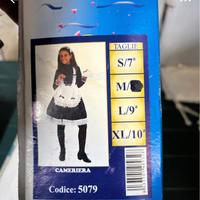 TAGLIE
S/7°
M/
L/9°
XL/10°
CAMERIERA
Codice: 5079